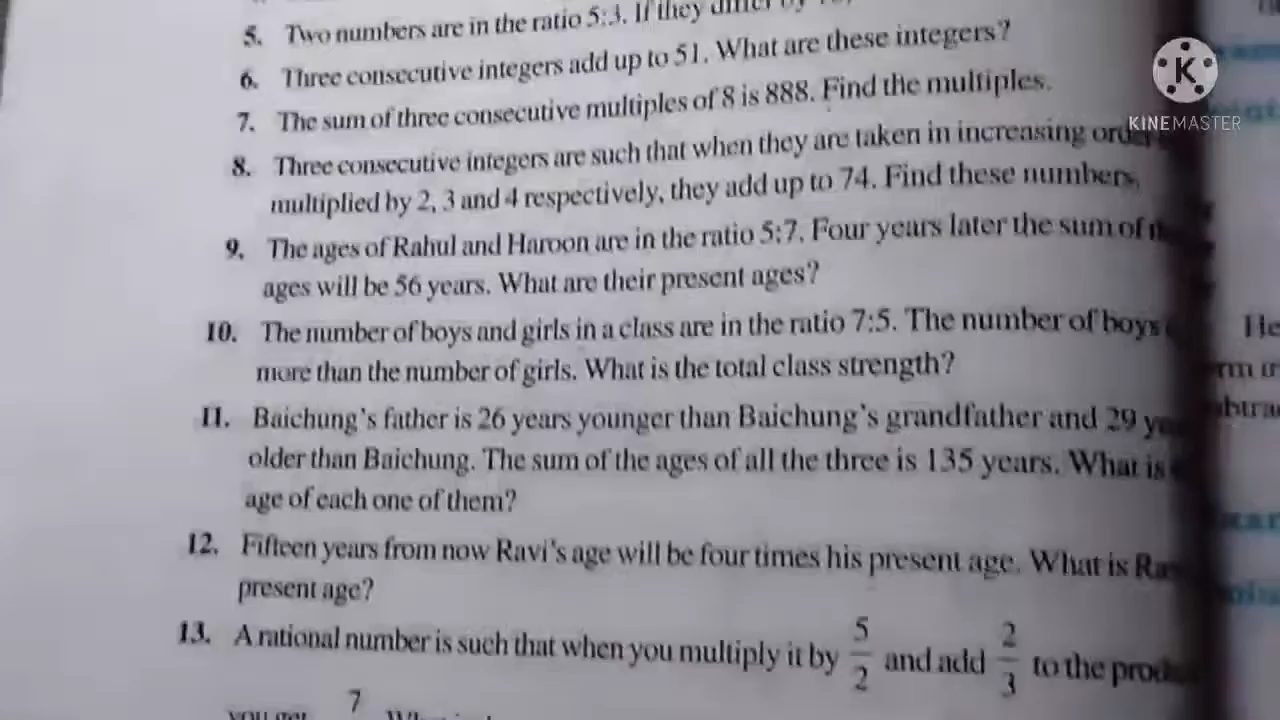 5. Two numbers are in the ratio 5:3. If they differ by
6. Three consecutive integers add up to 51. What are these integers?
7. The sum of three consecutive multiples of 8 is 888. Find the multiples.
8. Three consecutive integers are such that when they are taken in increasing
multiplied by 2, 3 and 4 respectively, they add up to 74. Find these numbers.
9. The ages of Rahul and Haroon are in the ratio 5:7. Four years later the sum of
ages will be 56 years. What are their present ages?
10. The number of boys and girls in a class are in the ratio 7:5. The number of boys
more than the number of girls. What is the total class strength?
11. Baichung's father is 26 years younger than Baichung's grandfather and 29
older than Baichung. The sum of the ages of all the three is 135 years. What is
age of each one of them?
12. Fifteen years from now Ravi's age will be four times his present age. What is
present age?
13. A rational number is such that when you multiply it by 5/2 and add 2/3 to the
you get 7
KINEMASTER
He